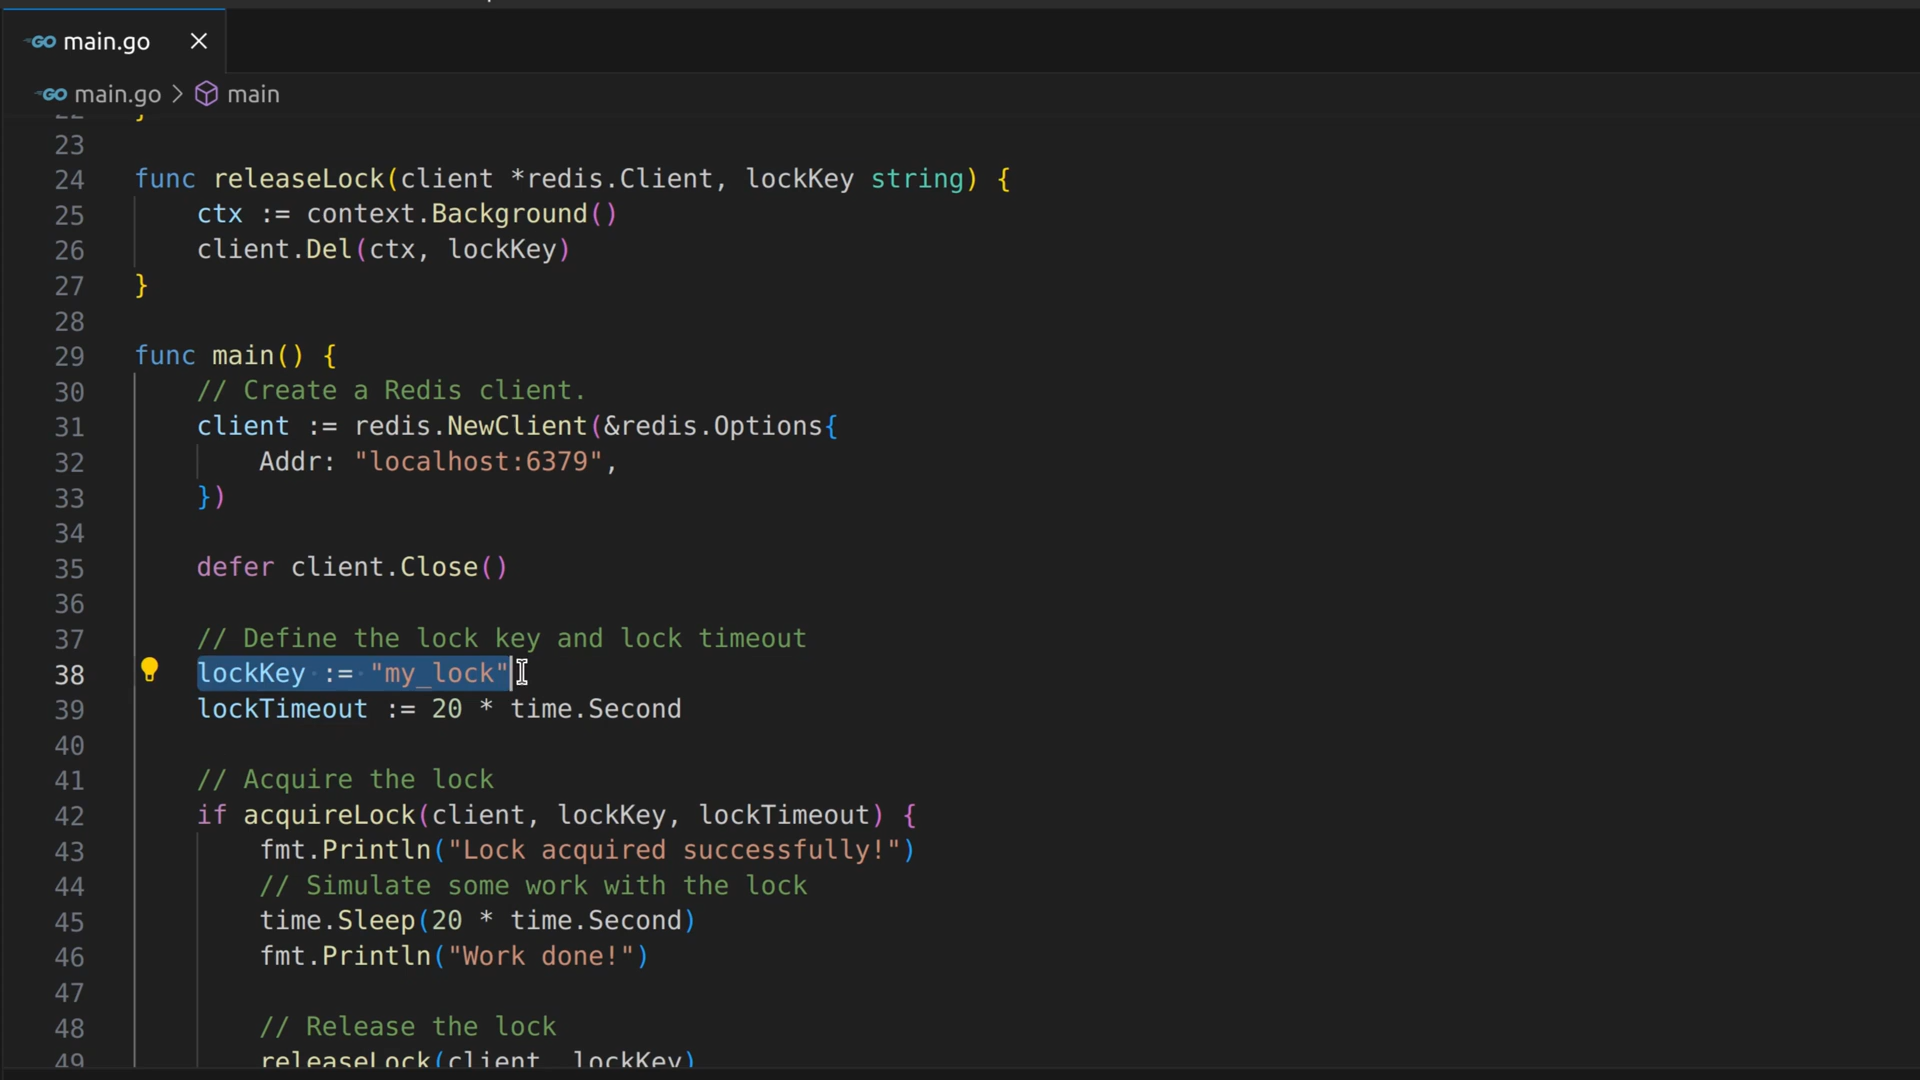 GO main.go ×
GO main.go > main
22 }
23
24 func releaseLock(client *redis.Client, lockKey string) {
25     ctx := context.Background()
26     client.Del(ctx, lockKey)
27 }
28
29 func main() {
30     // Create a Redis client.
31     client := redis.NewClient(&redis.Options{
32         Addr: "localhost:6379",
33     })
34
35     defer client.Close()
36
37     // Define the lock key and lock timeout
38     lockKey := "my_lock"
39     lockTimeout := 20 * time.Second
40
41     // Acquire the lock
42     if acquireLock(client, lockKey, lockTimeout) {
43         fmt.Println("Lock acquired successfully!")
44         // Simulate some work with the lock
45         time.Sleep(20 * time.Second)
46         fmt.Println("Work done!")
47
48         // Release the lock
49         releaseLock(client, lockKey)